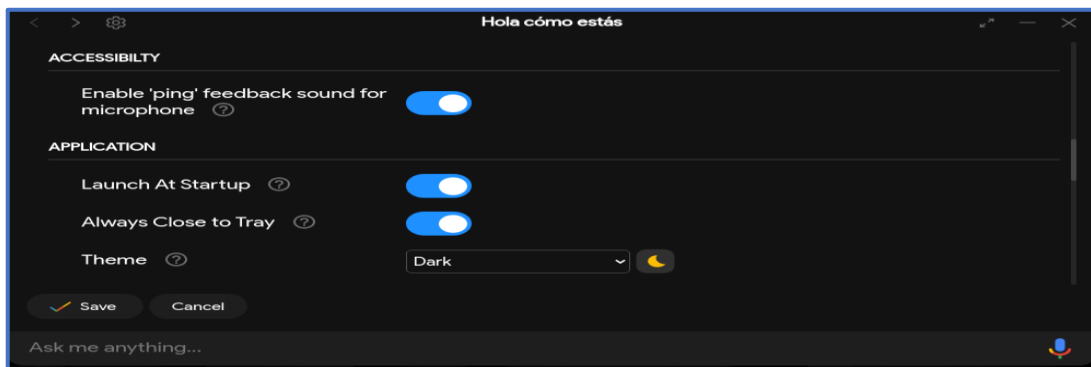 Hola cómo estás
ACCESSIBILTY
Enable 'ping' feedback sound for
microphone
APPLICATION
Launch At Startup
Always Close to Tray
Theme
Dark
Save
Cancel
Ask me anything...